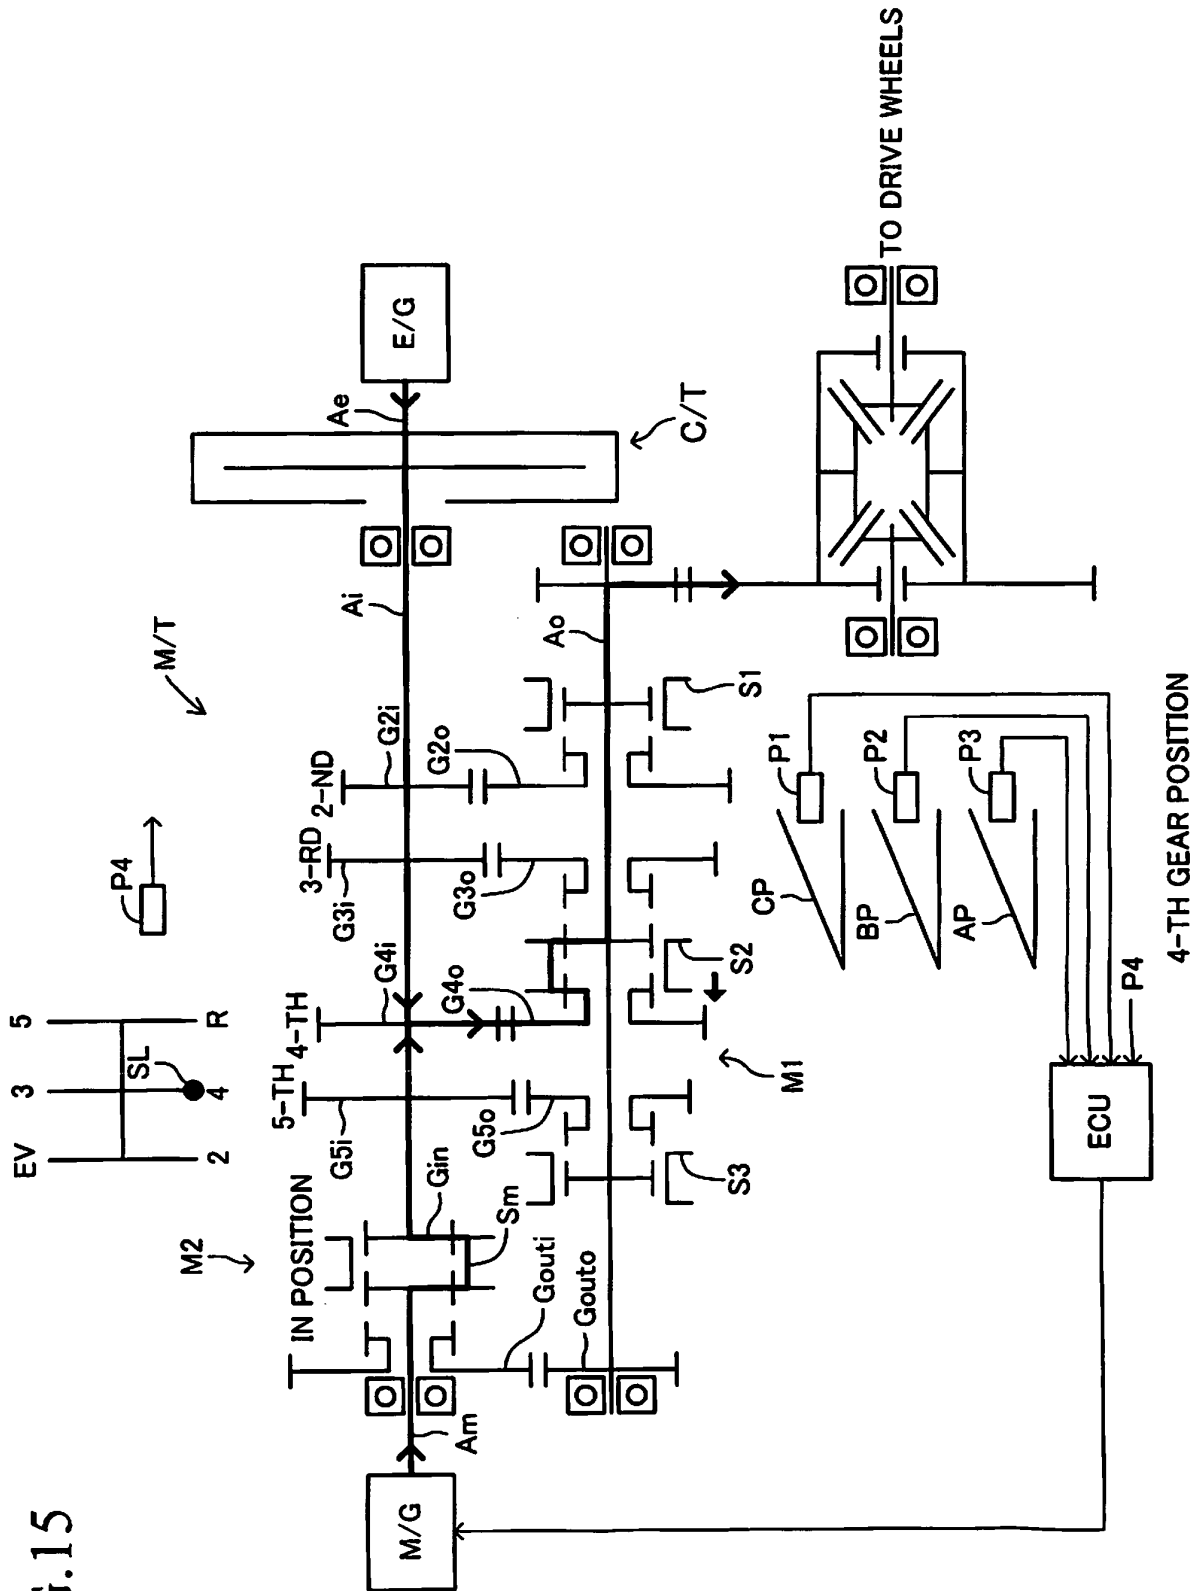 G.15
EV 3 5
SL
2 4 R
P4
M/T
M2
IN POSITION
5-TH
4-TH
3-RD
2-ND
G5i
G4i
G3i
G2i
Ai
Ae
E/G
C/T
M/G
Am
Gin
Sm
Gouti
Gouto
G5o
G4o
G3o
G2o
Ao
S3
S2
S1
M1
TO DRIVE WHEELS
CP
P1
BP
P2
AP
P3
P4
ECU
4-TH GEAR POSITION